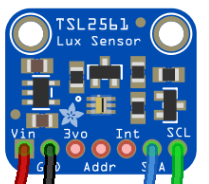 TSL2561
Lux Sensor
Vin 3vo Int SCL
GND Addr SDA